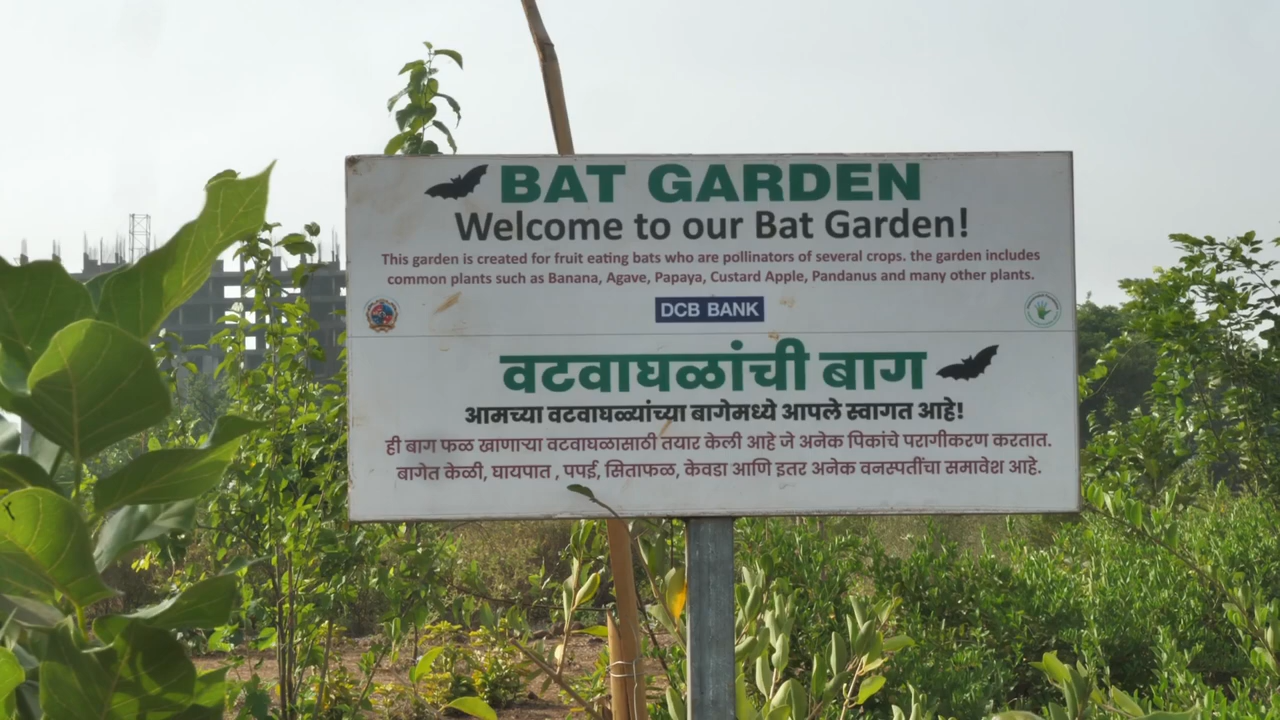 BAT GARDEN
Welcome to our Bat Garden!
This garden is created for fruit eating bats who are pollinators of several crops. the garden includes
common plants such as Banana, Agave, Papaya, Custard Apple, Pandanus and many other plants.
DCB BANK
वटवाघळांची बाग
आमच्या वटवाघळ्यांच्या बागेमध्ये आपले स्वागत आहे!
ही बाग फळ खाणाऱ्या वटवाघळासाठी तयार केली आहे जे अनेक पिकांचे परागीकरण करतात.
बागेत केळी, घायपात , पपई, सिताफळ, केवडा आणि इतर अनेक वनस्पतींचा समावेश आहे.